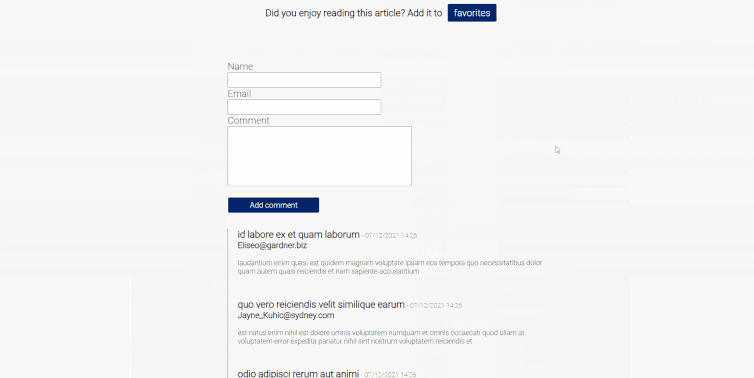 Did you enjoy reading this article? Add it to favorites
Name
Email
Comment
Add comment
id labore ex et quam laborum - 07/12/2021 14:26
Eliseo@gardner.biz
laudantium enim quasi est quidem magnam voluptate ipsam eos tempora quo necessitatibus dolor
quam autem quasi reiciendis et nam sapiente accusantium
quo vero reiciendis velit similique earum - 07/12/2021 14:26
Jayne_Kuhic@sydney.com
est natus enim nihil est dolore omnis voluptatem numquam et omnis occaecati quod ullam at
voluptatem error expedita pariatur nihil sint nostrum voluptatem reiciendis et
odio adipisci rerum aut animi - 07/12/2021 14:26